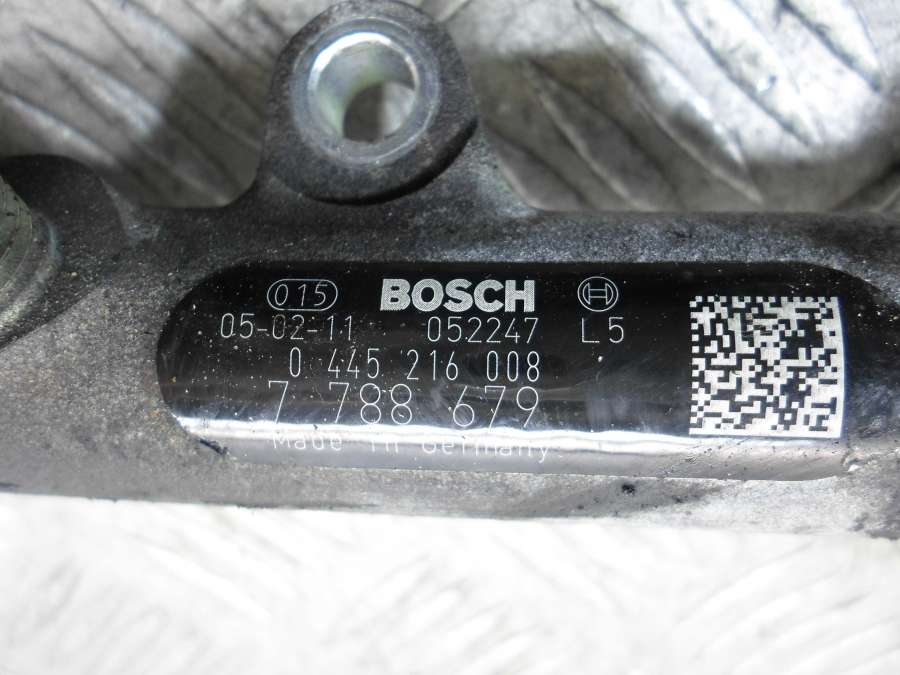 015 BOSCH
05-02-11 052247 L5
0 445 216 008
7 788 679
Made in Germany